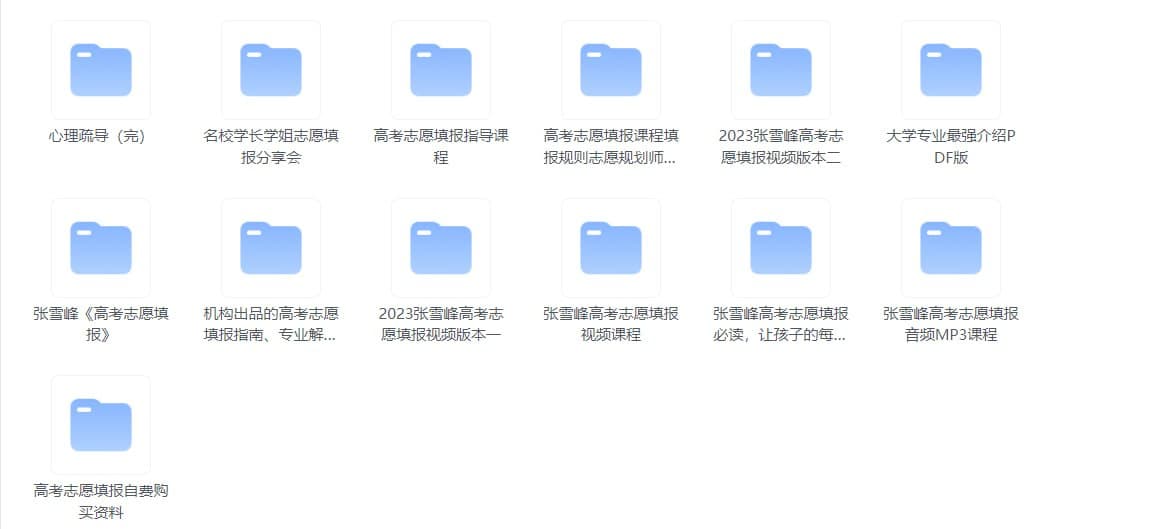 心理疏导（完）
名校学长学姐志愿填
报分享会
高考志愿填报指导课
程
高考志愿填报课程填
报规则志愿规划师...
2023张雪峰高考志
愿填报视频版本二
大学专业最强介绍P
DF版
张雪峰《高考志愿填
报》
机构出品的高考志愿
填报指南、专业解...
2023张雪峰高考志
愿填报视频版本一
张雪峰高考志愿填报
视频课程
张雪峰高考志愿填报
必读，让孩子的每...
张雪峰高考志愿填报
音频MP3课程
高考志愿填报自费购
买资料